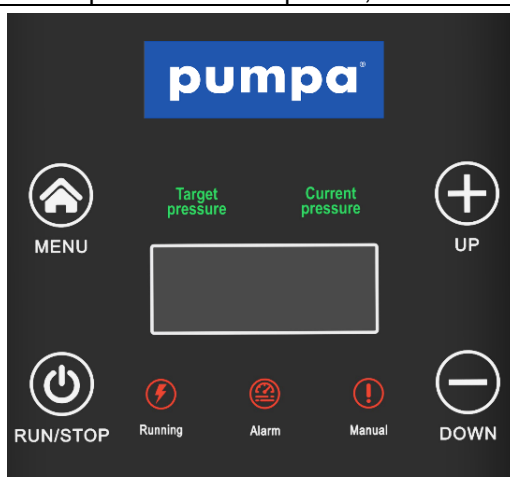 pumpa®
Target
pressure
Current
pressure
MENU
UP
RUN/STOP
Running
Alarm
Manual
DOWN